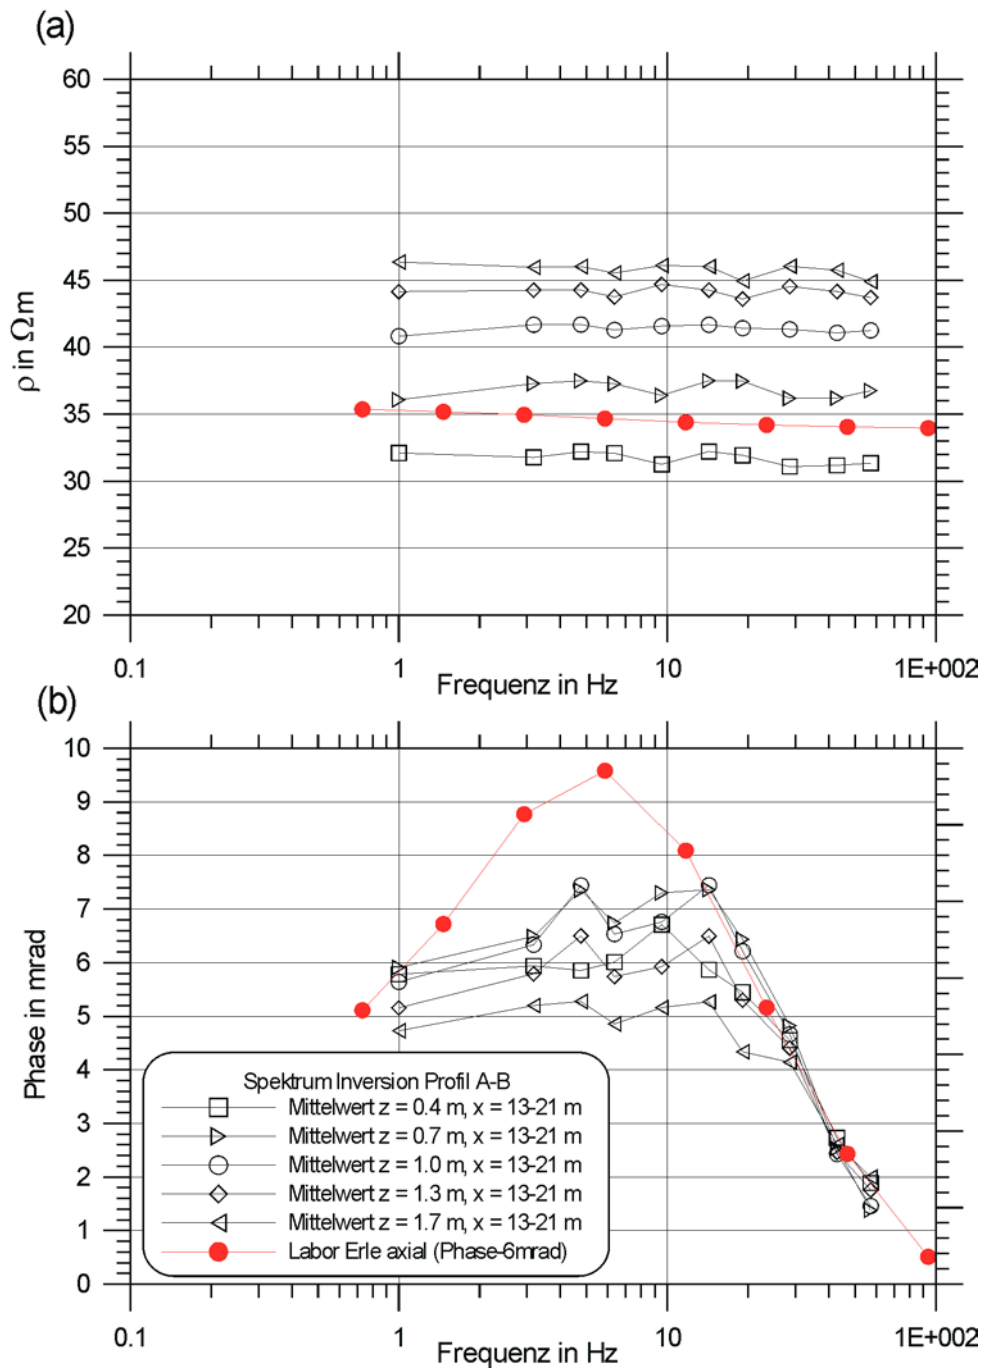 (a)
60
55
50
45
40
35
30
25
20
ρ in Ωm
0.1 1 10 1E+002
Frequenz in Hz
(b)
10
9
8
7
6
5
4
3
2
1
0
Phase in mrad
Spektrum Inversion Profil A-B
Mittelwert z = 0.4 m, x = 13-21 m
Mittelwert z = 0.7 m, x = 13-21 m
Mittelwert z = 1.0 m, x = 13-21 m
Mittelwert z = 1.3 m, x = 13-21 m
Mittelwert z = 1.7 m, x = 13-21 m
Labor Erle axial (Phase-6mrad)
0.1 1 10 1E+002
Frequenz in Hz